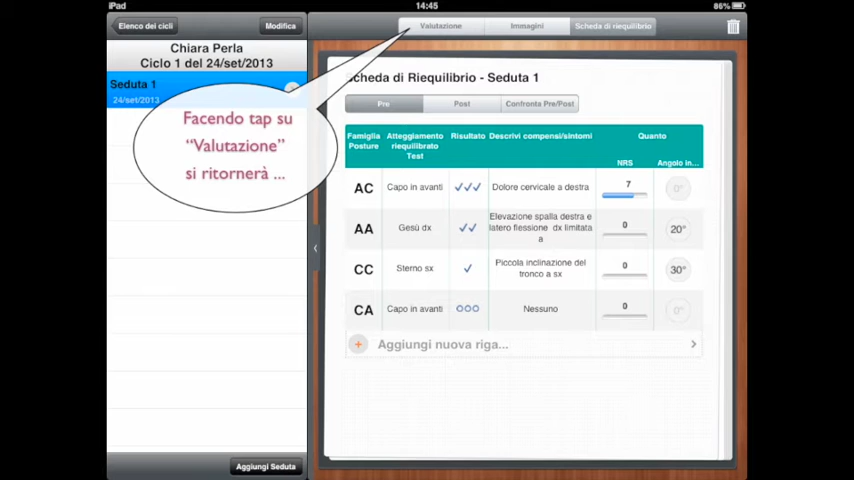 iPad
14:45
86%
Elenco dei cicli
Modifica
Valutazione
Immagini
Scheda di riequilibrio
Chiara Perla
Ciclo 1 del 24/set/2013
Seduta 1
24/set/2013
Facendo tap su
“Valutazione”
si ritornerà ...
Scheda di Riequilibrio - Seduta 1
Pre
Post
Confronta Pre/Post
Famiglia Posture
Atteggiamento riequilibrato Test
Risultato
Descrivi compensi/sintomi
Quanto
NRS
Angolo in...
AC
Capo in avanti
Dolore cervicale a destra
7
0°
AA
Gesù dx
Elevazione spalla destra e
latero flessione dx limitata
a
0
20°
CC
Sterno sx
Piccola inclinazione del
tronco a sx
0
30°
CA
Capo in avanti
Nessuno
0
0°
Aggiungi nuova riga...
Aggiungi Seduta